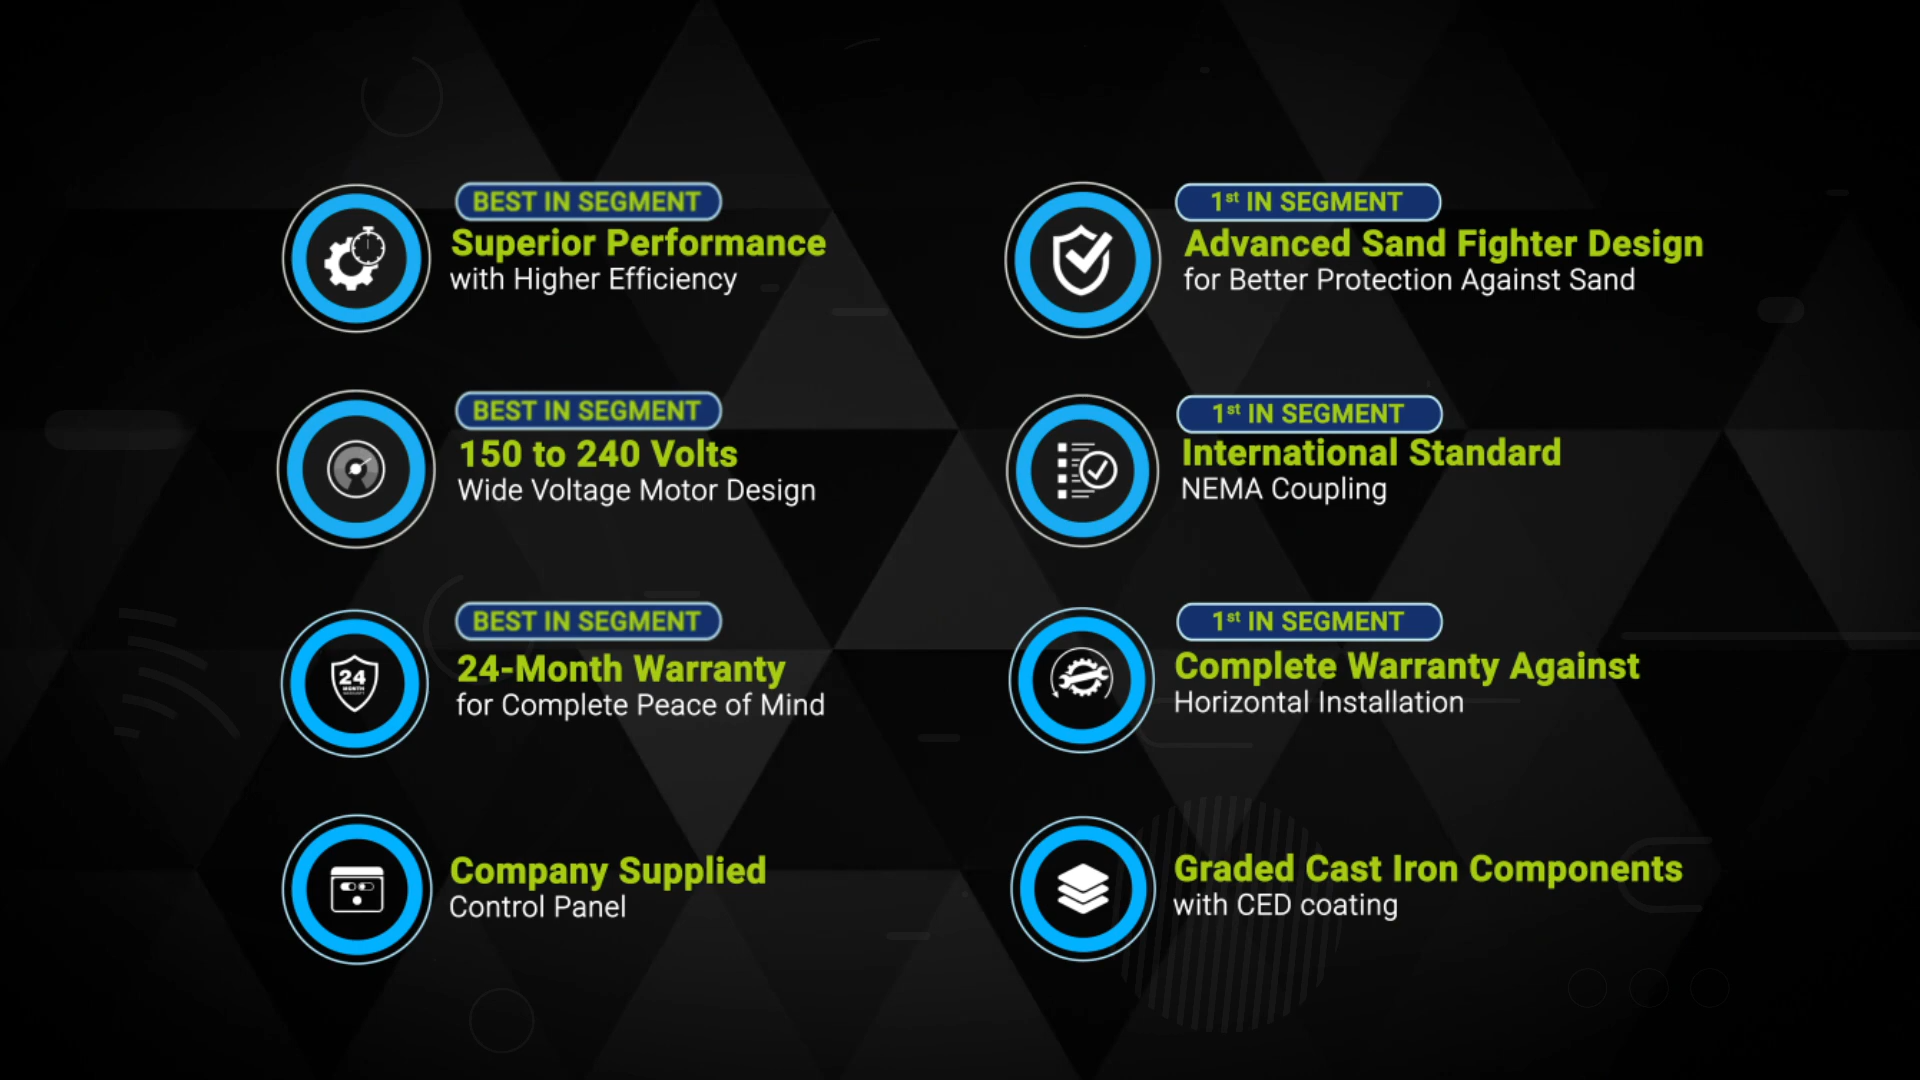 BEST IN SEGMENT
Superior Performance
with Higher Efficiency
BEST IN SEGMENT
150 to 240 Volts
Wide Voltage Motor Design
BEST IN SEGMENT
24-Month Warranty
for Complete Peace of Mind
24
MONTH
Company Supplied
Control Panel
1st IN SEGMENT
Advanced Sand Fighter Design
for Better Protection Against Sand
1st IN SEGMENT
International Standard
NEMA Coupling
1st IN SEGMENT
Complete Warranty Against
Horizontal Installation
Graded Cast Iron Components
with CED coating